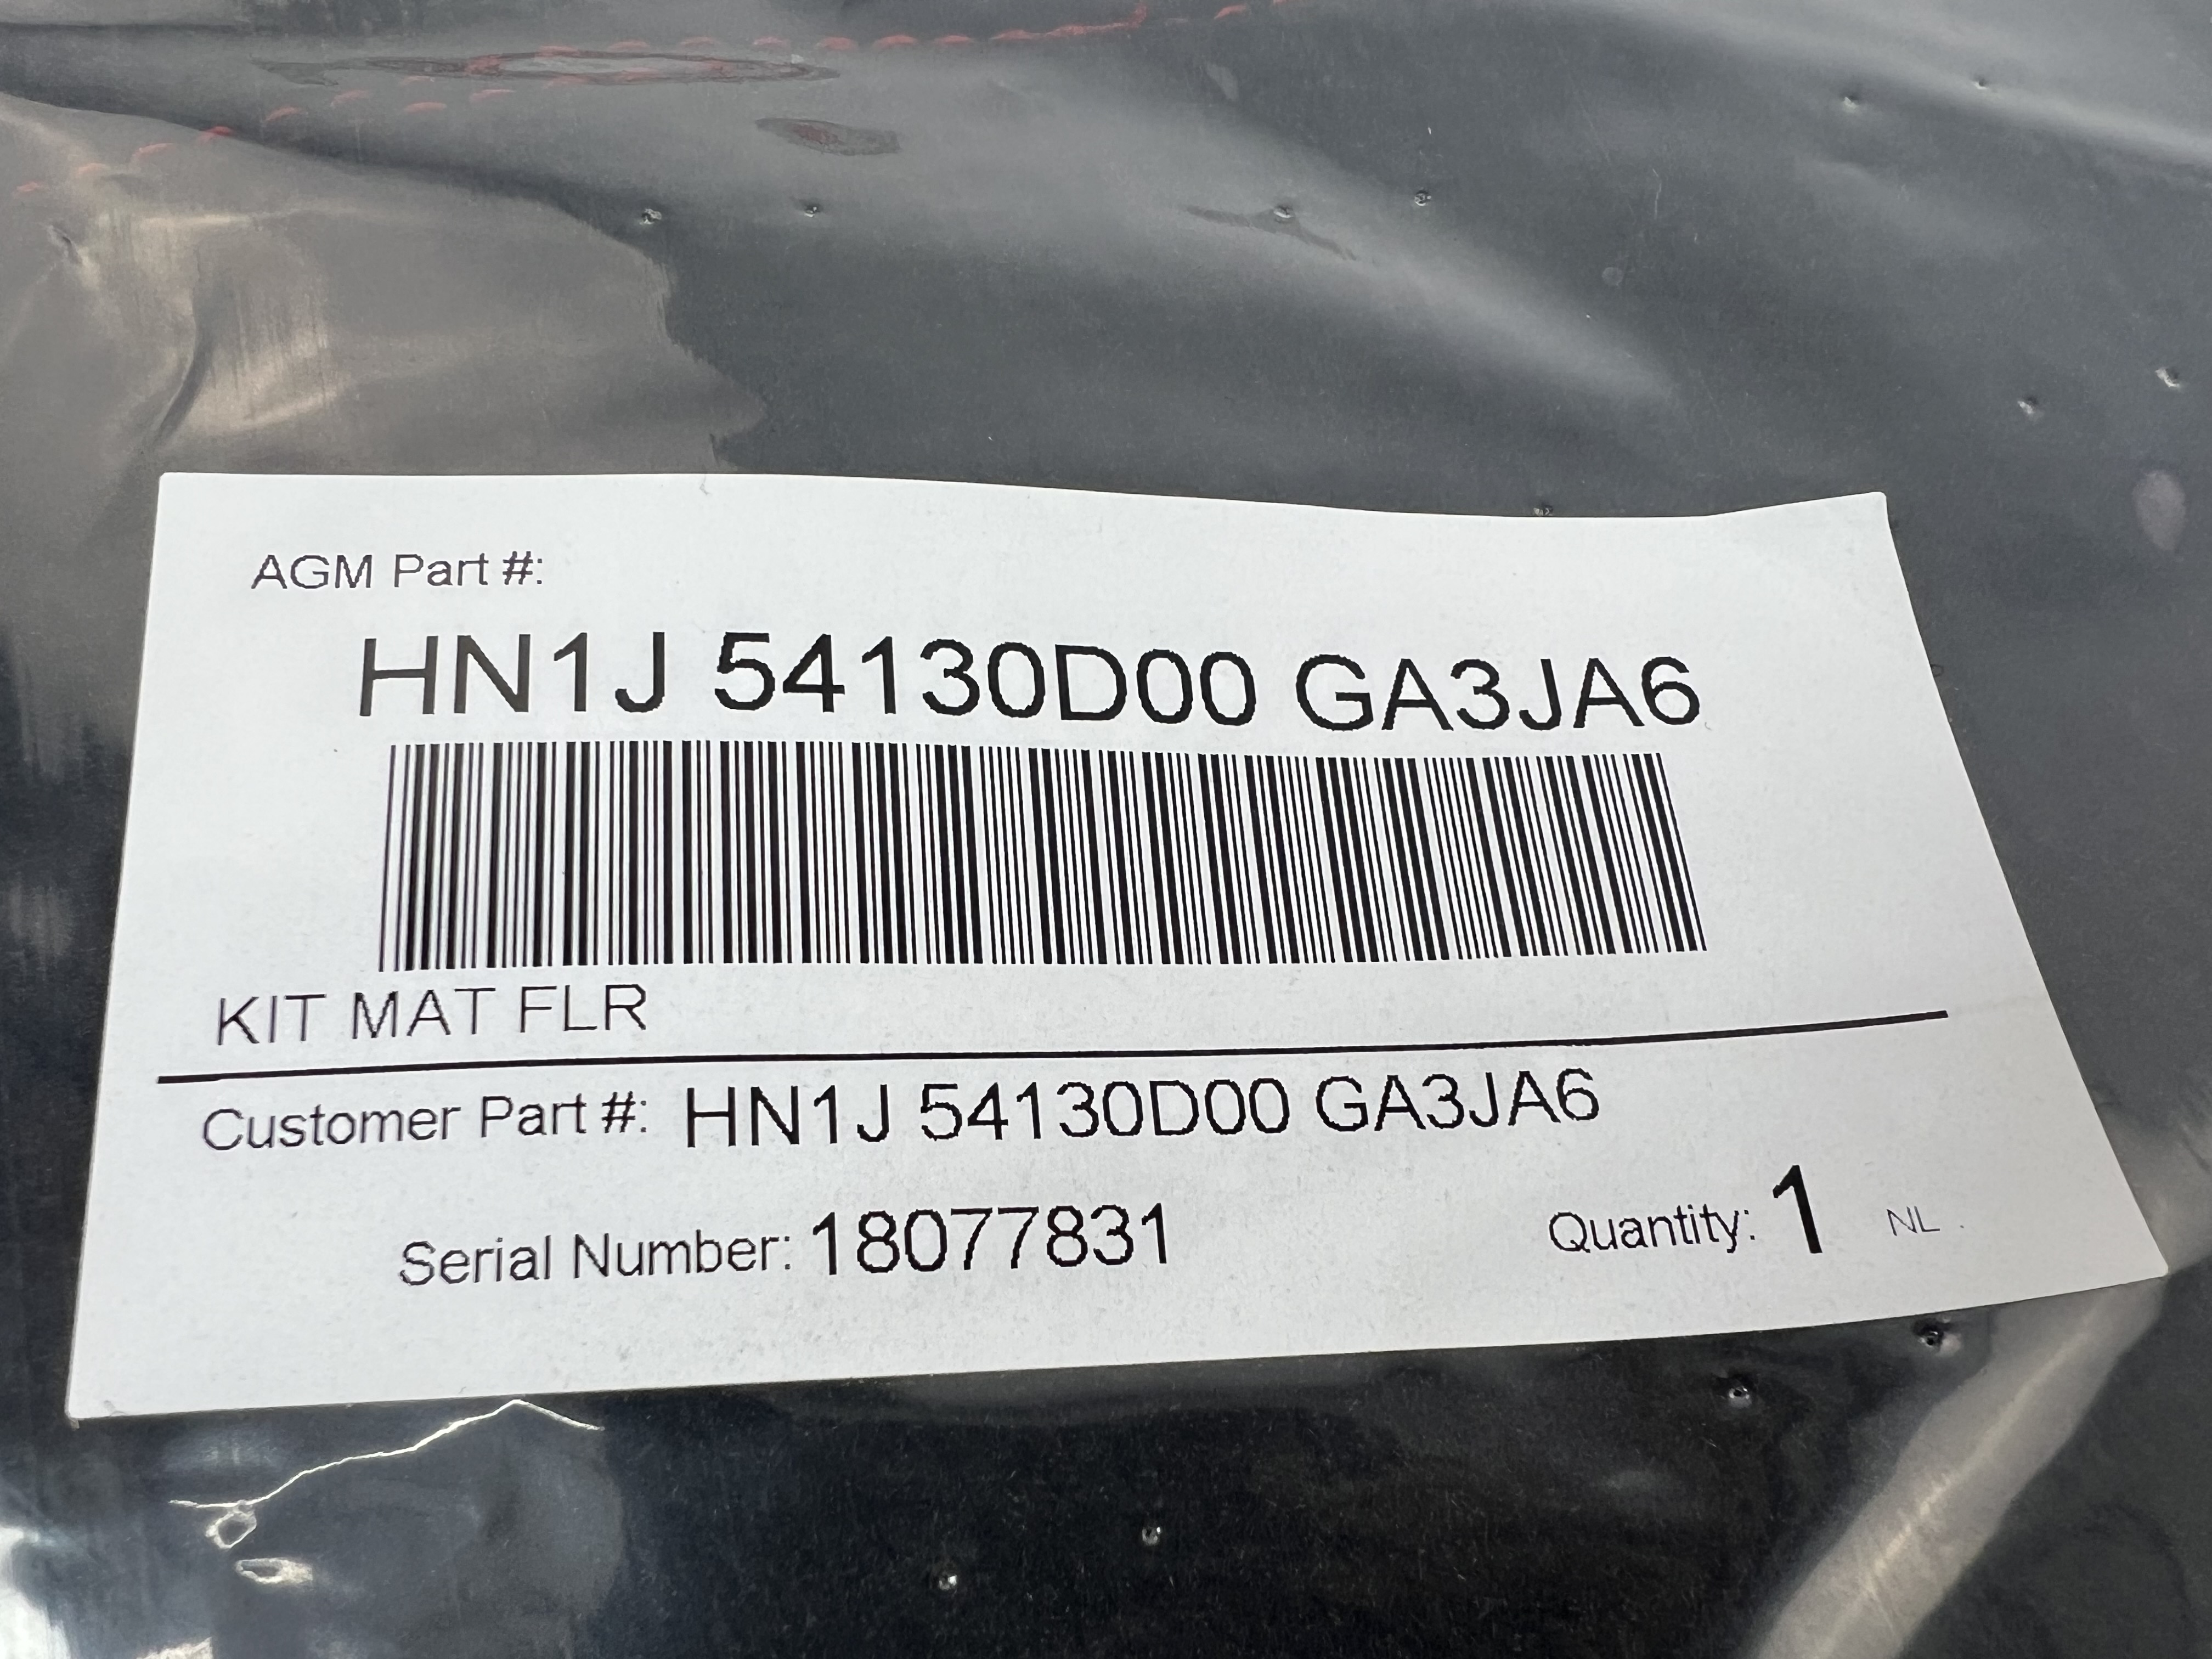 AGM Part #:
HN1J 54130D00 GA3JA6
KIT MAT FLR
Customer Part #: HN1J 54130D00 GA3JA6
Serial Number: 18077831 Quantity: 1 NL .